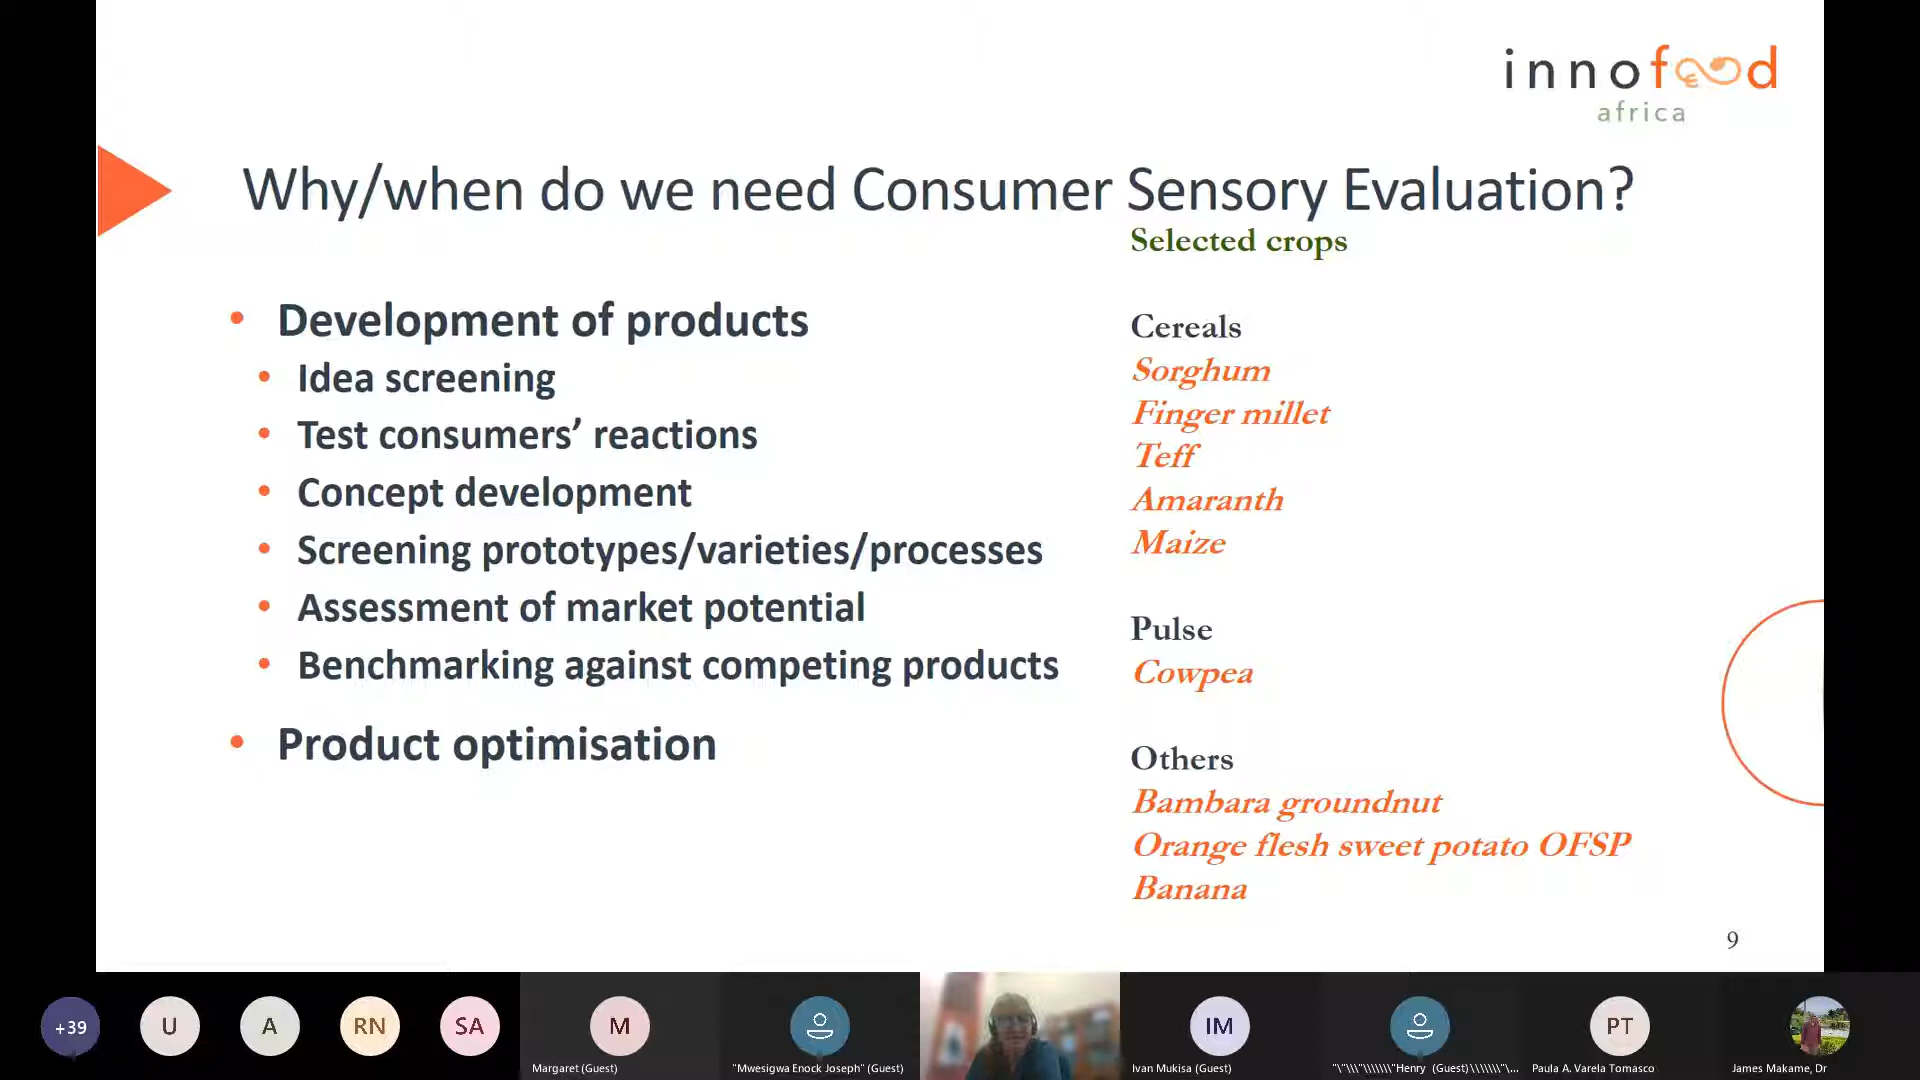 innofood
africa
Why/when do we need Consumer Sensory Evaluation?
• Development of products
• Idea screening
• Test consumers’ reactions
• Concept development
• Screening prototypes/varieties/processes
• Assessment of market potential
• Benchmarking against competing products
• Product optimisation
Selected crops
Cereals
Sorghum
Finger millet
Teff
Amaranth
Maize
Pulse
Cowpea
Others
Bambara groundnut
Orange flesh sweet potato OFSP
Banana
9
+39
U
A
RN
SA
M
IM
PT
Margaret (Guest)
"Mwesigwa Enock Joseph" (Guest)
Ivan Mukisa (Guest)
"\"\\\"\\\\\\\"Henry (Guest)\\\\\\\"\...
Paula A. Varela Tomasco
James Makame, Dr